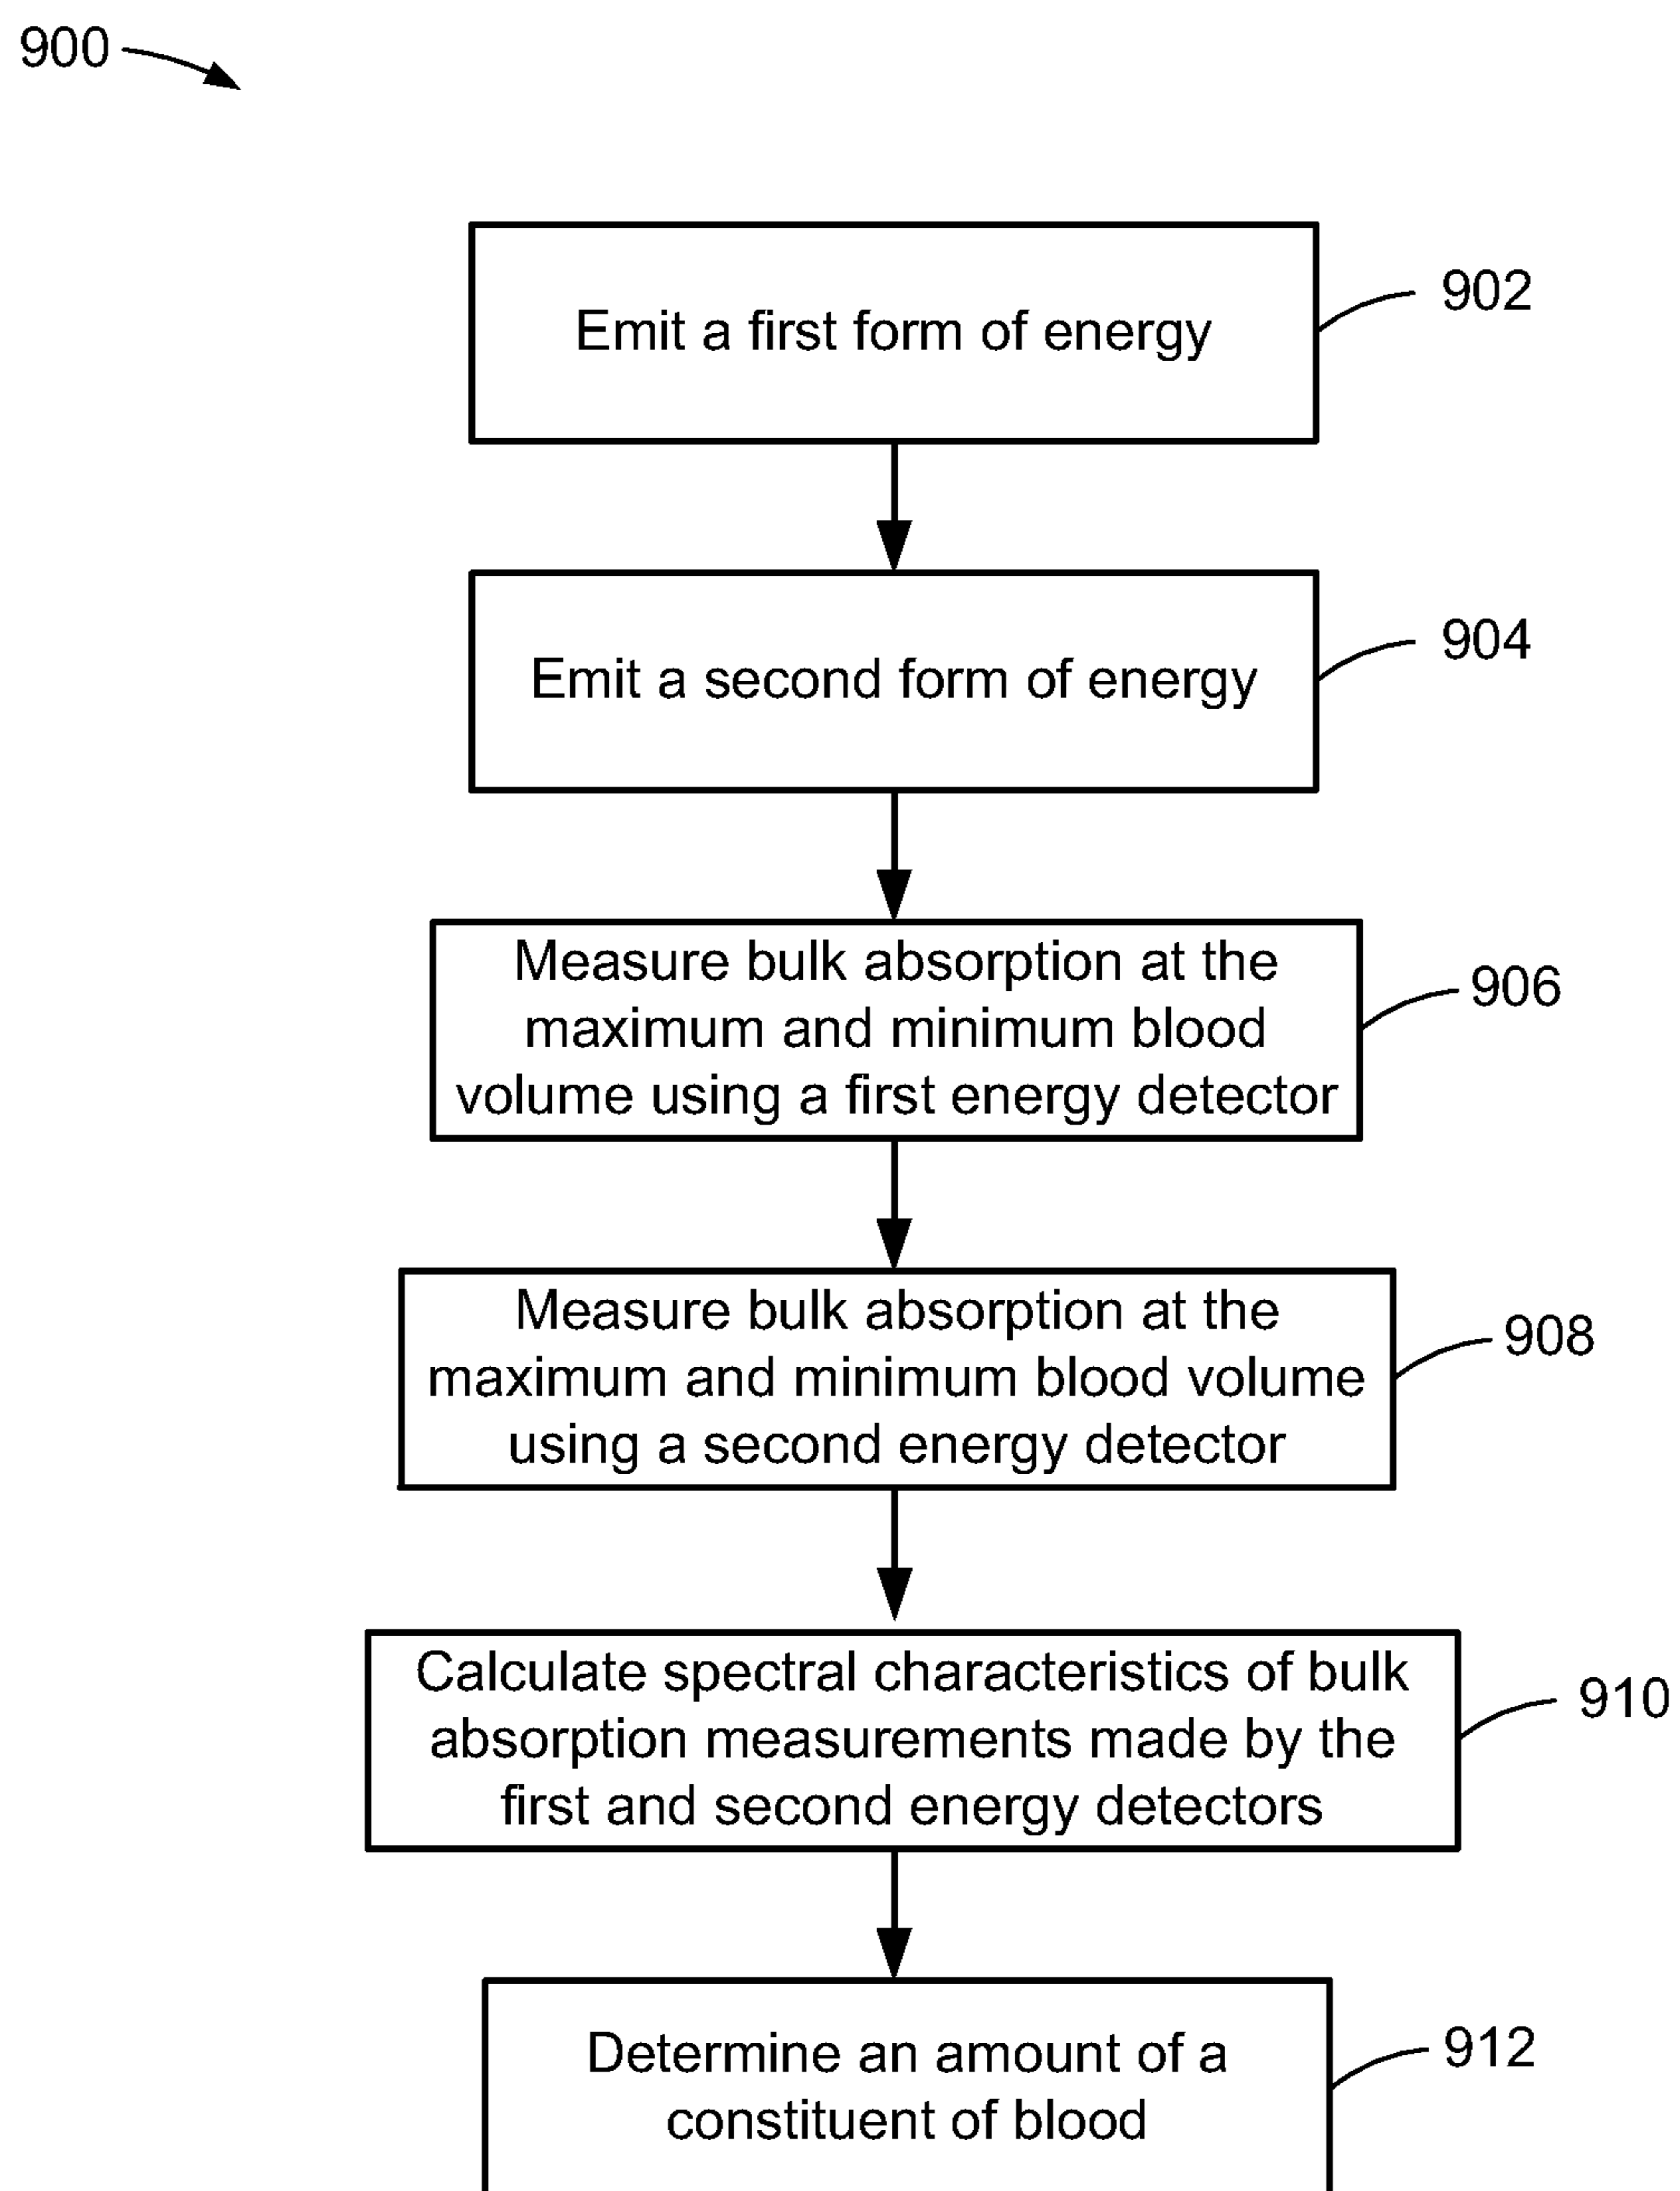 900
Emit a first form of energy
902
Emit a second form of energy
904
Measure bulk absorption at the
maximum and minimum blood
volume using a first energy detector
906
Measure bulk absorption at the
maximum and minimum blood volume
using a second energy detector
908
Calculate spectral characteristics of bulk
absorption measurements made by the
first and second energy detectors
910
Determine an amount of a
constituent of blood
912